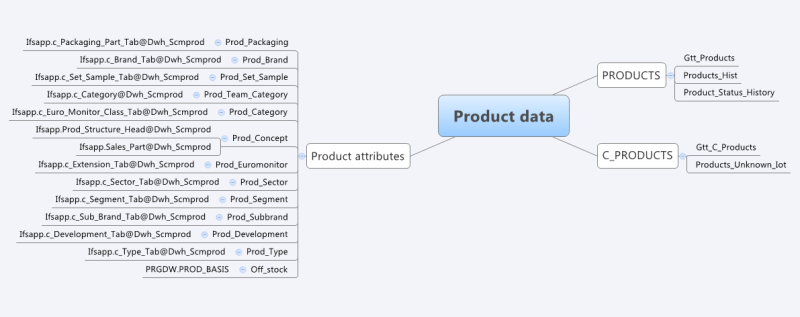 Product data
PRODUCTS
Gtt_Products
Products_Hist
Product_Status_History
C_PRODUCTS
Gtt_C_Products
Products_Unknown_Iot
Product attributes
Ifsapp.c_Packaging_Part_Tab@Dwh_Scmprod Prod_Packaging
Ifsapp.c_Brand_Tab@Dwh_Scmprod Prod_Brand
Ifsapp.c_Set_Sample_Tab@Dwh_Scmprod Prod_Set_Sample
Ifsapp.c_Category@Dwh_Scmprod Prod_Team_Category
Ifsapp.c_Euro_Monitor_Class_Tab@Dwh_Scmprod Prod_Category
Ifsapp.Prod_Structure_Head@Dwh_Scmprod
Prod_Concept
Ifsapp.Sales_Part@Dwh_Scmprod
Ifsapp.c_Extension_Tab@Dwh_Scmprod Prod_Euromonitor
Ifsapp.c_Sector_Tab@Dwh_Scmprod Prod_Sector
Ifsapp.c_Segment_Tab@Dwh_Scmprod Prod_Segment
Ifsapp.c_Sub_Brand_Tab@Dwh_Scmprod Prod_Subbrand
Ifsapp.c_Development_Tab@Dwh_Scmprod Prod_Development
Ifsapp.c_Type_Tab@Dwh_Scmprod Prod_Type
PRGDW.PROD_BASIS Off_stock